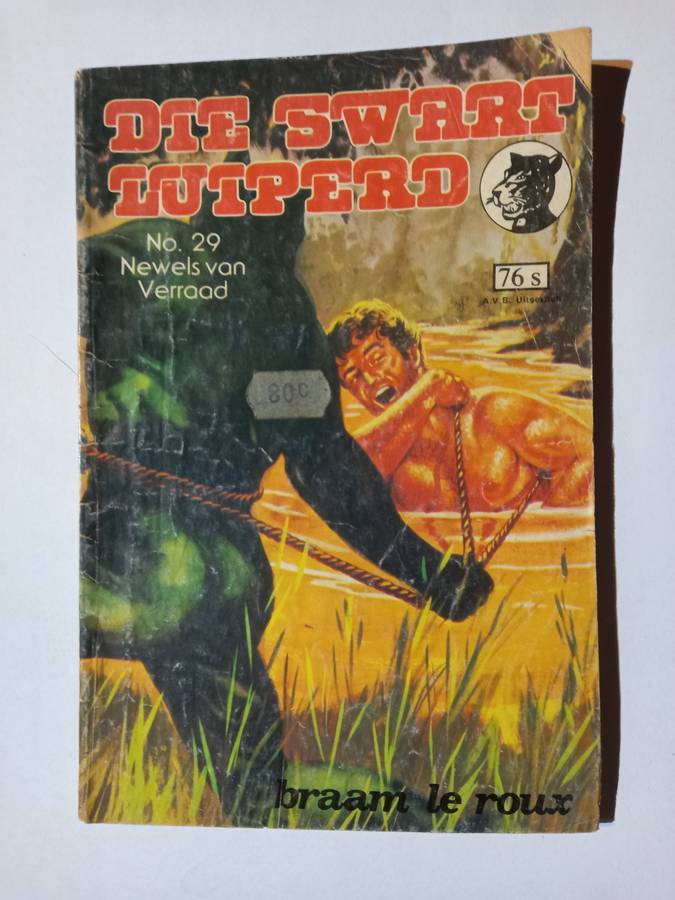 DIE SWART
LUIPERD
No. 29
Newels van
Verraad
76 s
A.V.B. Uitgewers
80c
braam le roux